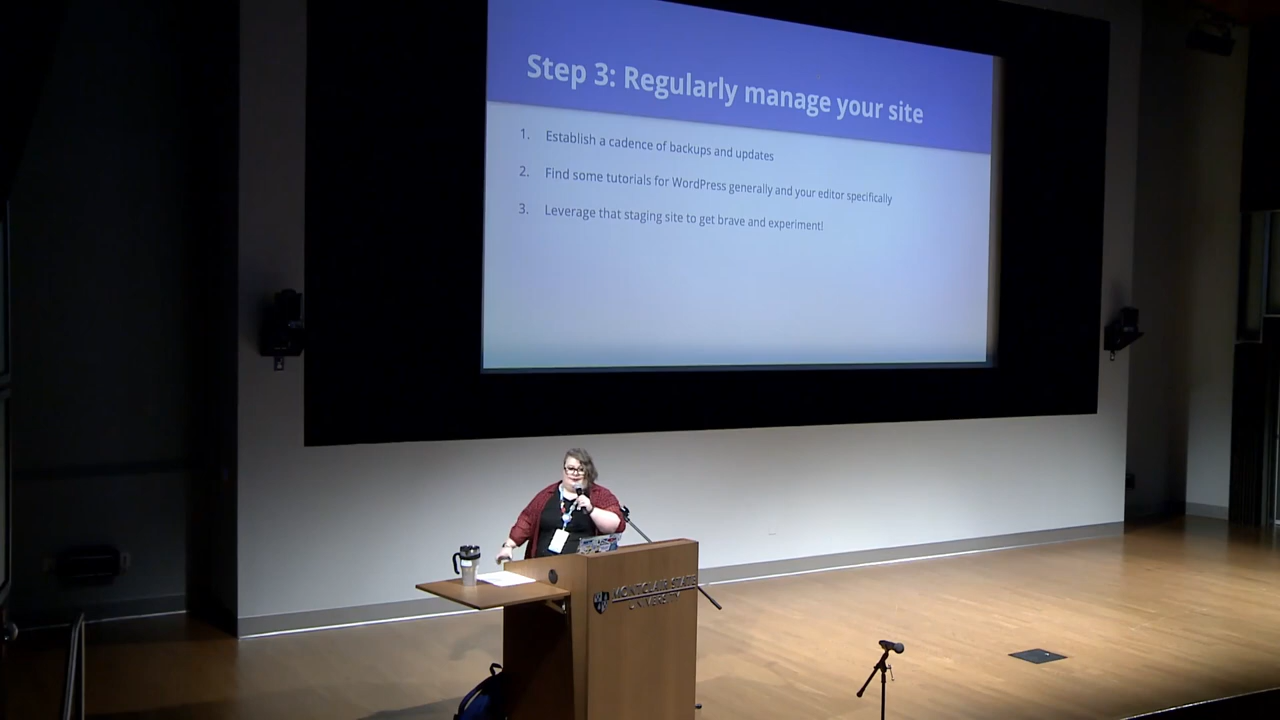 Step 3: Regularly manage your site
1. Establish a cadence of backups and updates
2. Find some tutorials for WordPress generally and your editor specifically
3. Leverage that staging site to get brave and experiment!
MONTCLAIR STATE
UNIVERSITY